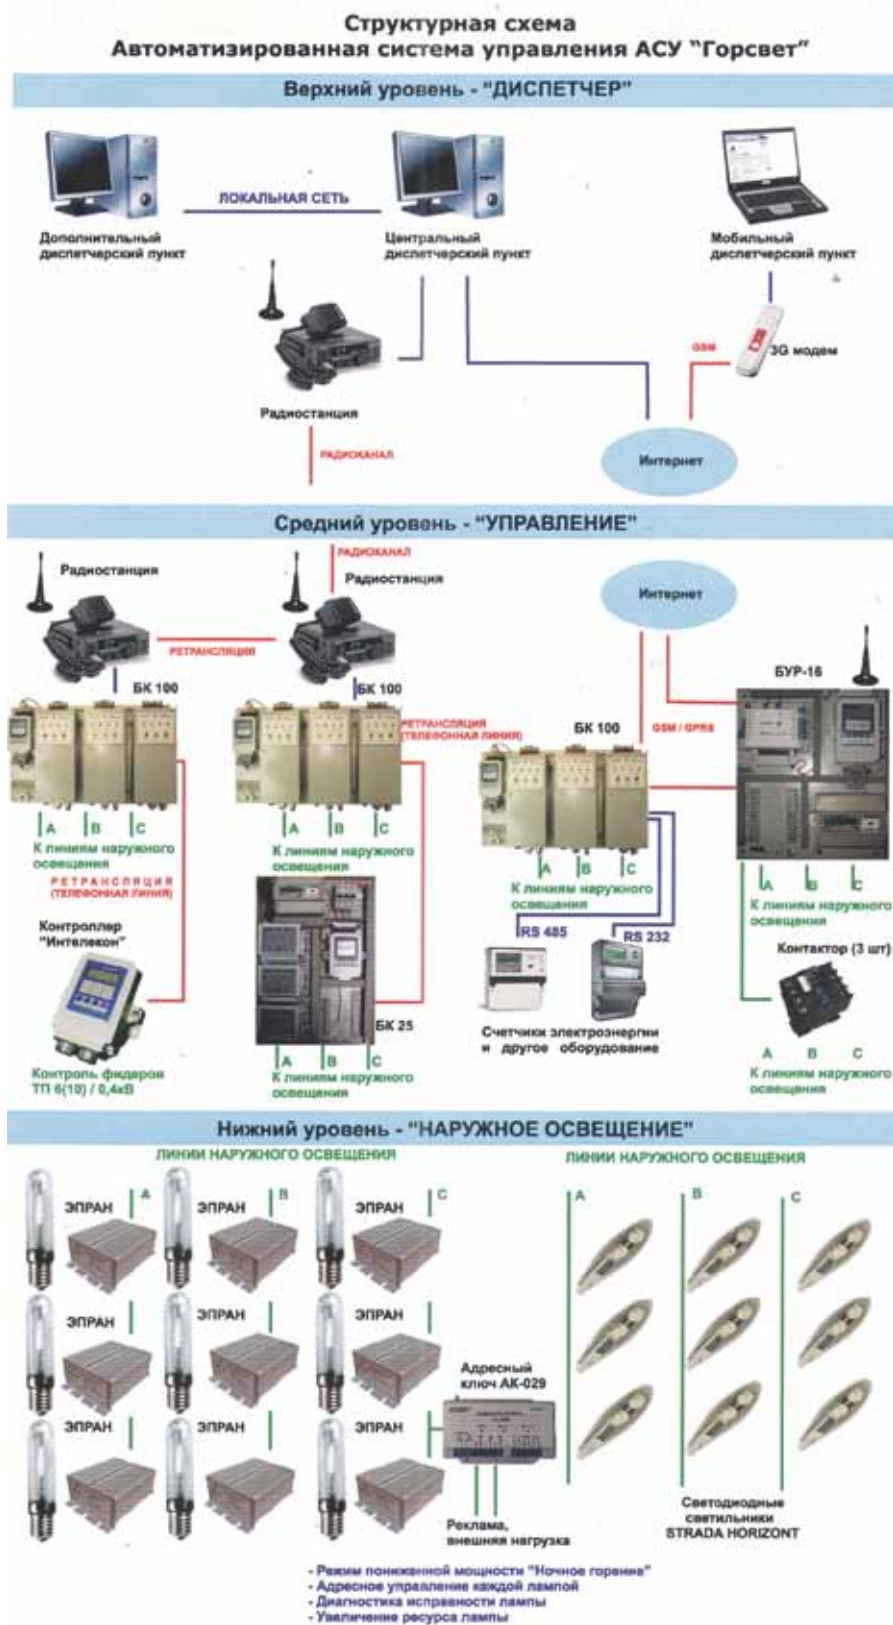 Структурная схема
Автоматизированная система управления АСУ "Горсвет"
Верхний уровень - "ДИСПЕТЧЕР"
ЛОКАЛЬНАЯ СЕТЬ
Дополнительный
диспетчерский пункт
Центральный
диспетчерский пункт
Мобильный
диспетчерский пункт
GSM
3G модем
Радиостанция
РАДИОКАНАЛ
Интернет
Средний уровень - "УПРАВЛЕНИЕ"
РАДИОКАНАЛ
Радиостанция
Радиостанция
Интернет
РЕТРАНСЛЯЦИЯ
БУР-16
БК 100
БК 100
РЕТРАНСЛЯЦИЯ
(ТЕЛЕФОННАЯ ЛИНИЯ)
БК 100
GSM / GPRS
A B C
К линиям наружного
освещения
A B C
К линиям наружного
освещения
A B C
К линиям наружного
освещения
A B C
К линиям наружного
освещения
РЕТРАНСЛЯЦИЯ
(ТЕЛЕФОННАЯ ЛИНИЯ)
Контроллер
"Интелекон"
RS 485
RS 232
Контактор (3 шт)
БК 25
Счетчики электроэнергии
и другое оборудование
Контроль фидеров
ТП 6(10) / 0,4кВ
A B C
К линиям наружного
освещения
A B C
К линиям наружного
освещения
Нижний уровень - "НАРУЖНОЕ ОСВЕЩЕНИЕ"
ЛИНИИ НАРУЖНОГО ОСВЕЩЕНИЯ
ЛИНИИ НАРУЖНОГО ОСВЕЩЕНИЯ
ЭПРАН A ЭПРАН B ЭПРАН C
A B C
ЭПРАН ЭПРАН ЭПРАН
Адресный
ключ АК-029
ЭПРАН ЭПРАН ЭПРАН
Реклама,
внешняя нагрузка
Светодиодные
светильники
STRADA HORIZONT
- Режим пониженной мощности "Ночное горение"
- Адресное управление каждой лампой
- Диагностика исправности лампы
- Увеличение ресурса лампы